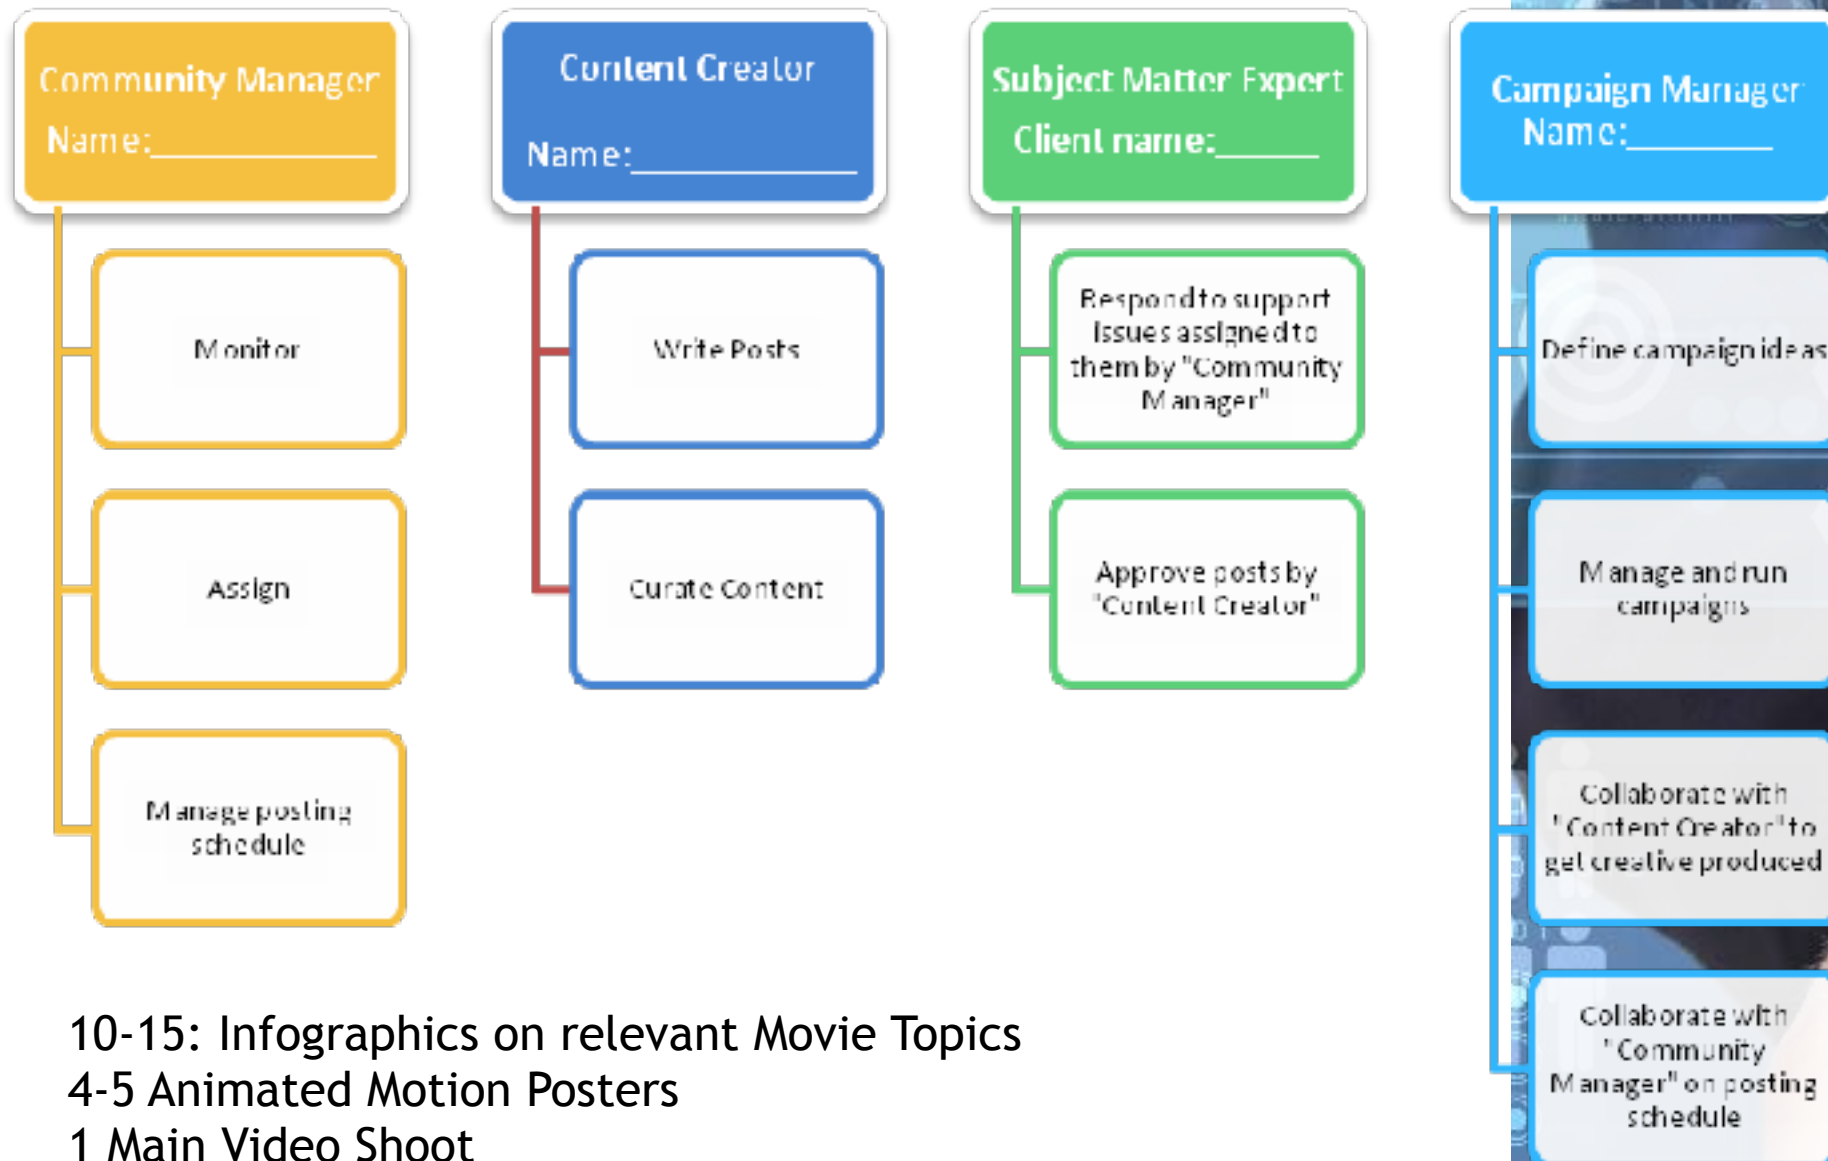 Community Manager
Name:___________
Monitor
Assign
Manage posting
schedule
Content Creator
Name:___________
Write Posts
Curate Content
Subject Matter Expert
Client name:_____
Respond to support
issues assigned to
them by "Community
Manager"
Approve posts by
"Content Creator"
Campaign Manager
Name:_______
Define campaign ideas
Manage and run
campaigns
Collaborate with
"Content Creator" to
get creative produced
Collaborate with
"Community
Manager" on posting
schedule
10-15: Infographics on relevant Movie Topics
4-5 Animated Motion Posters
1 Main Video Shoot